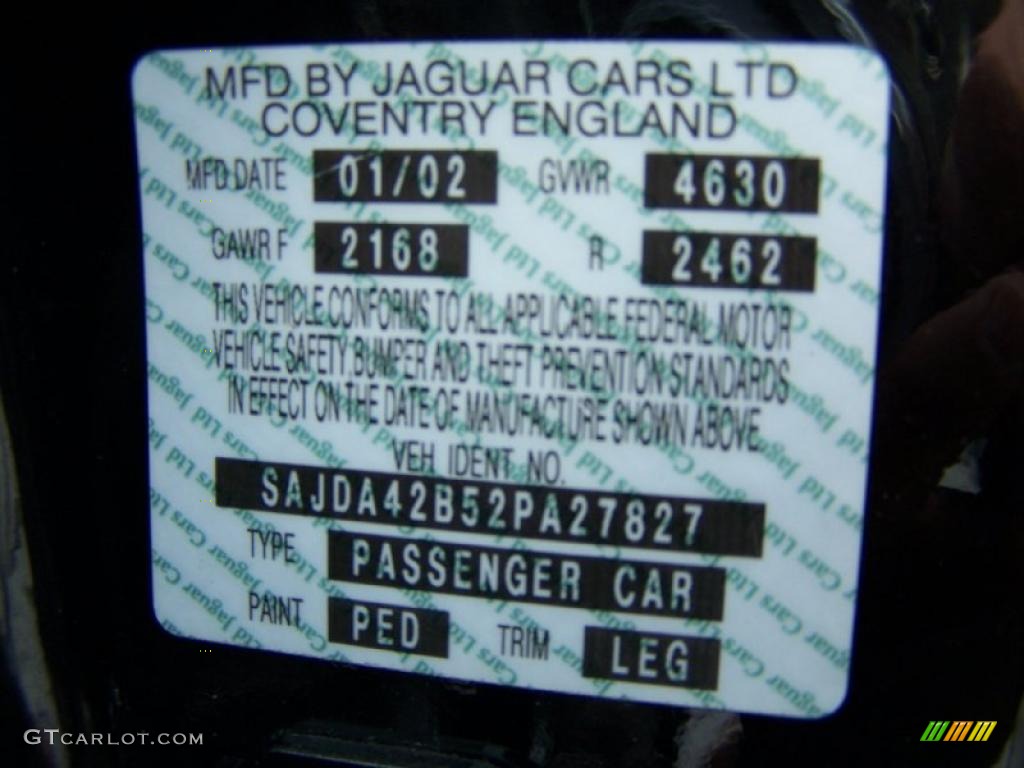 MFD BY JAGUAR CARS LTD
COVENTRY ENGLAND
MFD DATE 01/02 GVWR 4630
GAWR F 2168 R 2462
THIS VEHICLE CONFORMS TO ALL APPLICABLE FEDERAL MOTOR
VEHICLE SAFETY, BUMPER AND THEFT PREVENTION STANDARDS
IN EFFECT ON THE DATE OF MANUFACTURE SHOWN ABOVE
VEH IDENT NO.
SAJDA42B52PA27827
TYPE PASSENGER CAR
PAINT PED TRIM LEG
GTCARLOT.COM